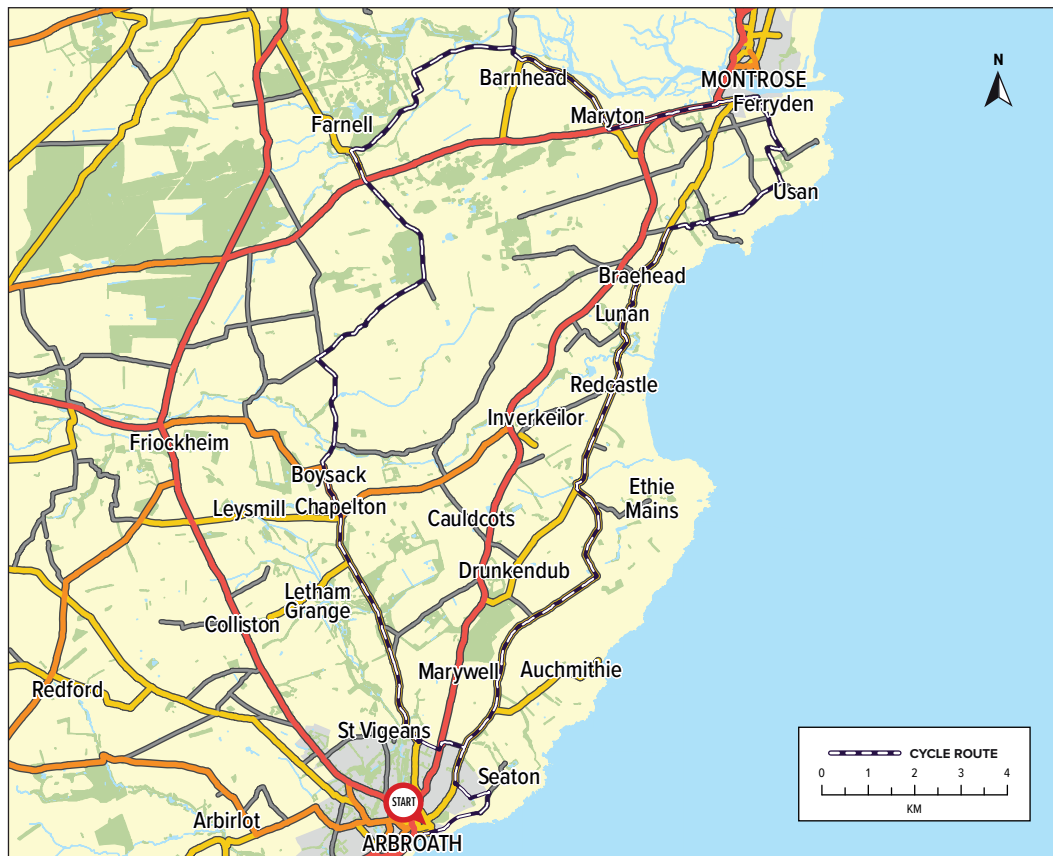 N
Barnhead
MONTROSE
Ferryden
Maryton
Farnell
Usan
Braehead
Lunan
Redcastle
Inverkeilor
Friockheim
Boysack
Ethie
Mains
Leysmill
Chapelton
Cauldcots
Drunkendub
Letham
Grange
Colliston
Marywell
Auchmithie
Redford
St Vigeans
CYCLE ROUTE
0 1 2 3 4
KM
Seaton
START
Arbirlot
ARBROATH